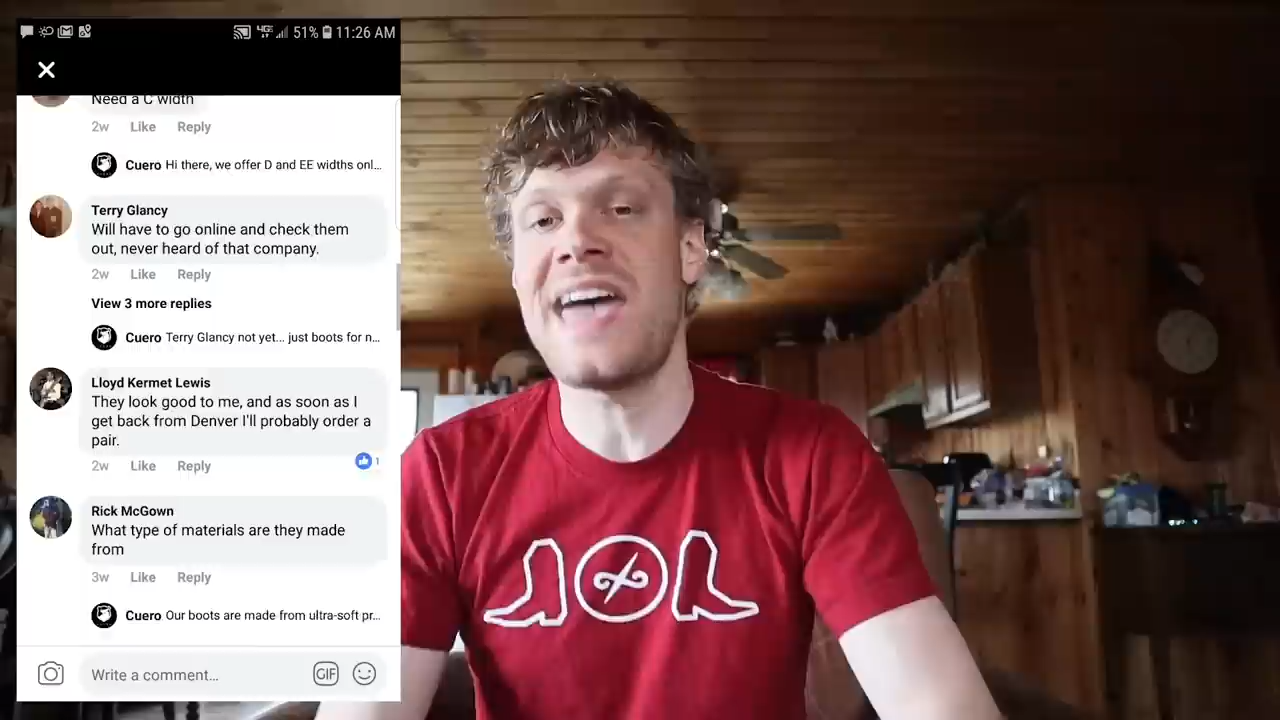 51% 11:26 AM
Need a C width
2w Like Reply
Cuero Hi there, we offer D and EE widths onl...
Terry Glancy
Will have to go online and check them
out, never heard of that company.
2w Like Reply
View 3 more replies
Cuero Terry Glancy not yet... just boots for n...
Lloyd Kermet Lewis
They look good to me, and as soon as I
get back from Denver I'll probably order a
pair.
2w Like Reply
1
Rick McGown
What type of materials are they made
from
3w Like Reply
Cuero Our boots are made from ultra-soft pr...
Write a comment...
GIF